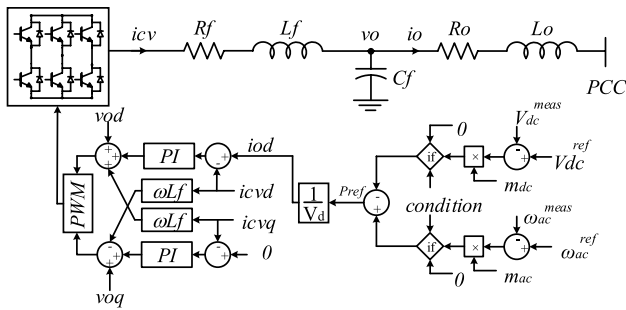 icv Rf Lf vo io Ro Lo
Cf PCC
vod 0 Vdc^meas
+ + PI - + iod if × - + Vdc^ref
ωLf icvd 1/Vd Pref - + mdc
PWM condition
ωLf icvq ωac^meas
- + PI - + 0 if × - + ωac^ref
voq 0 mac